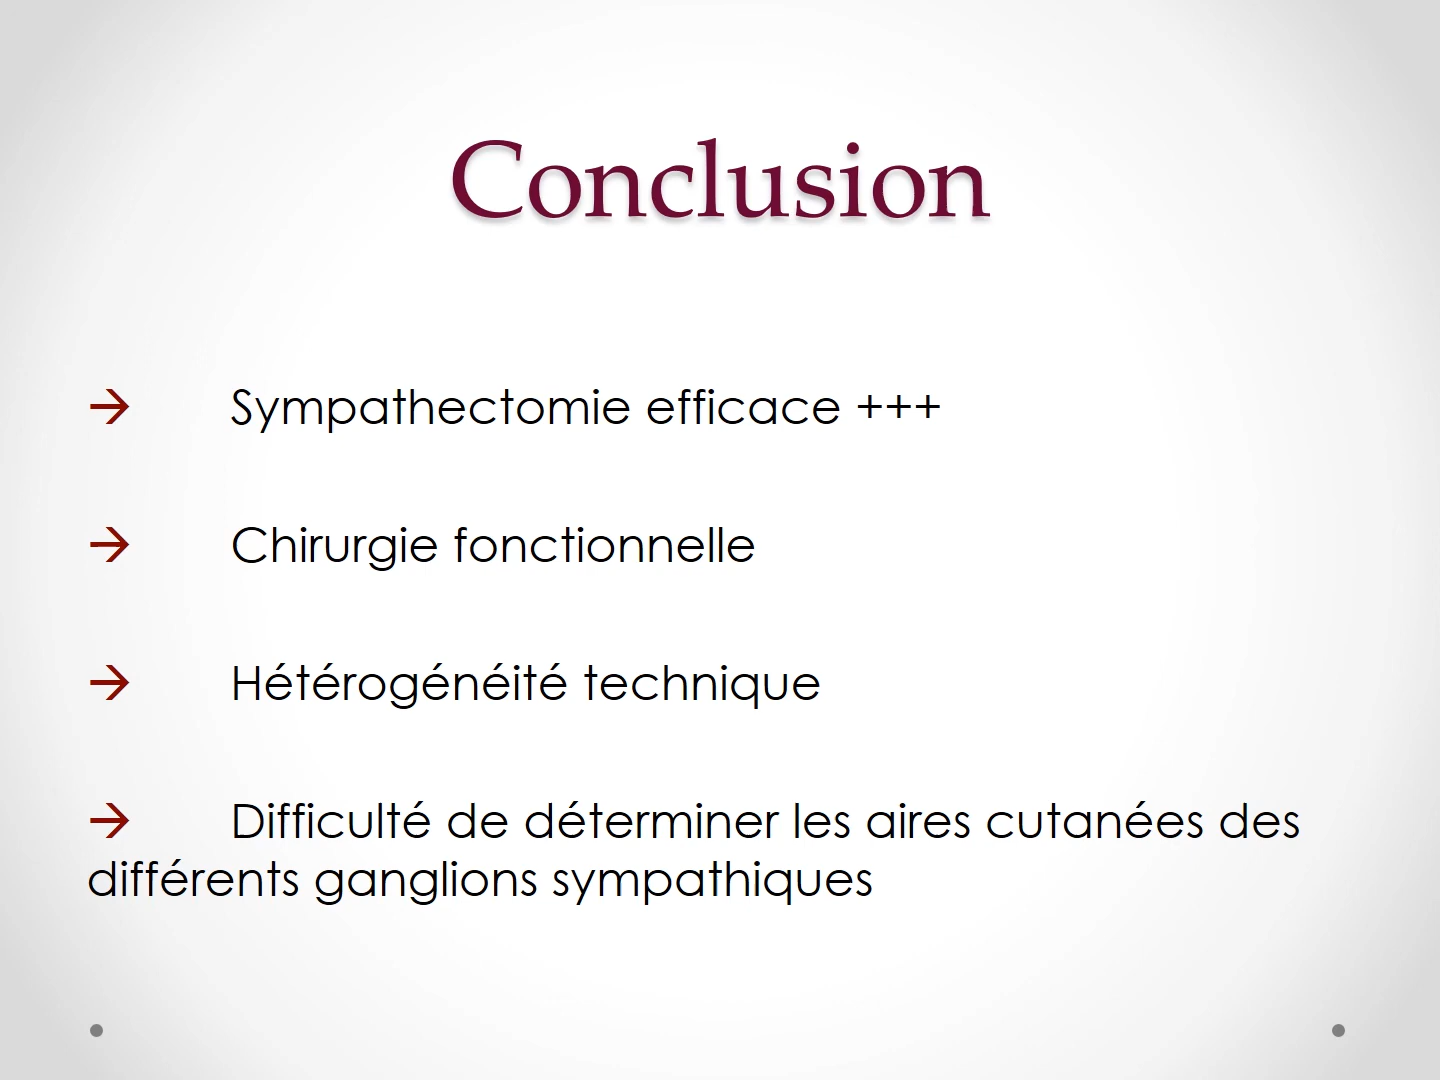 Conclusion
→ Sympathectomie efficace +++
→ Chirurgie fonctionnelle
→ Hétérogénéité technique
→ Difficulté de déterminer les aires cutanées des
différents ganglions sympathiques